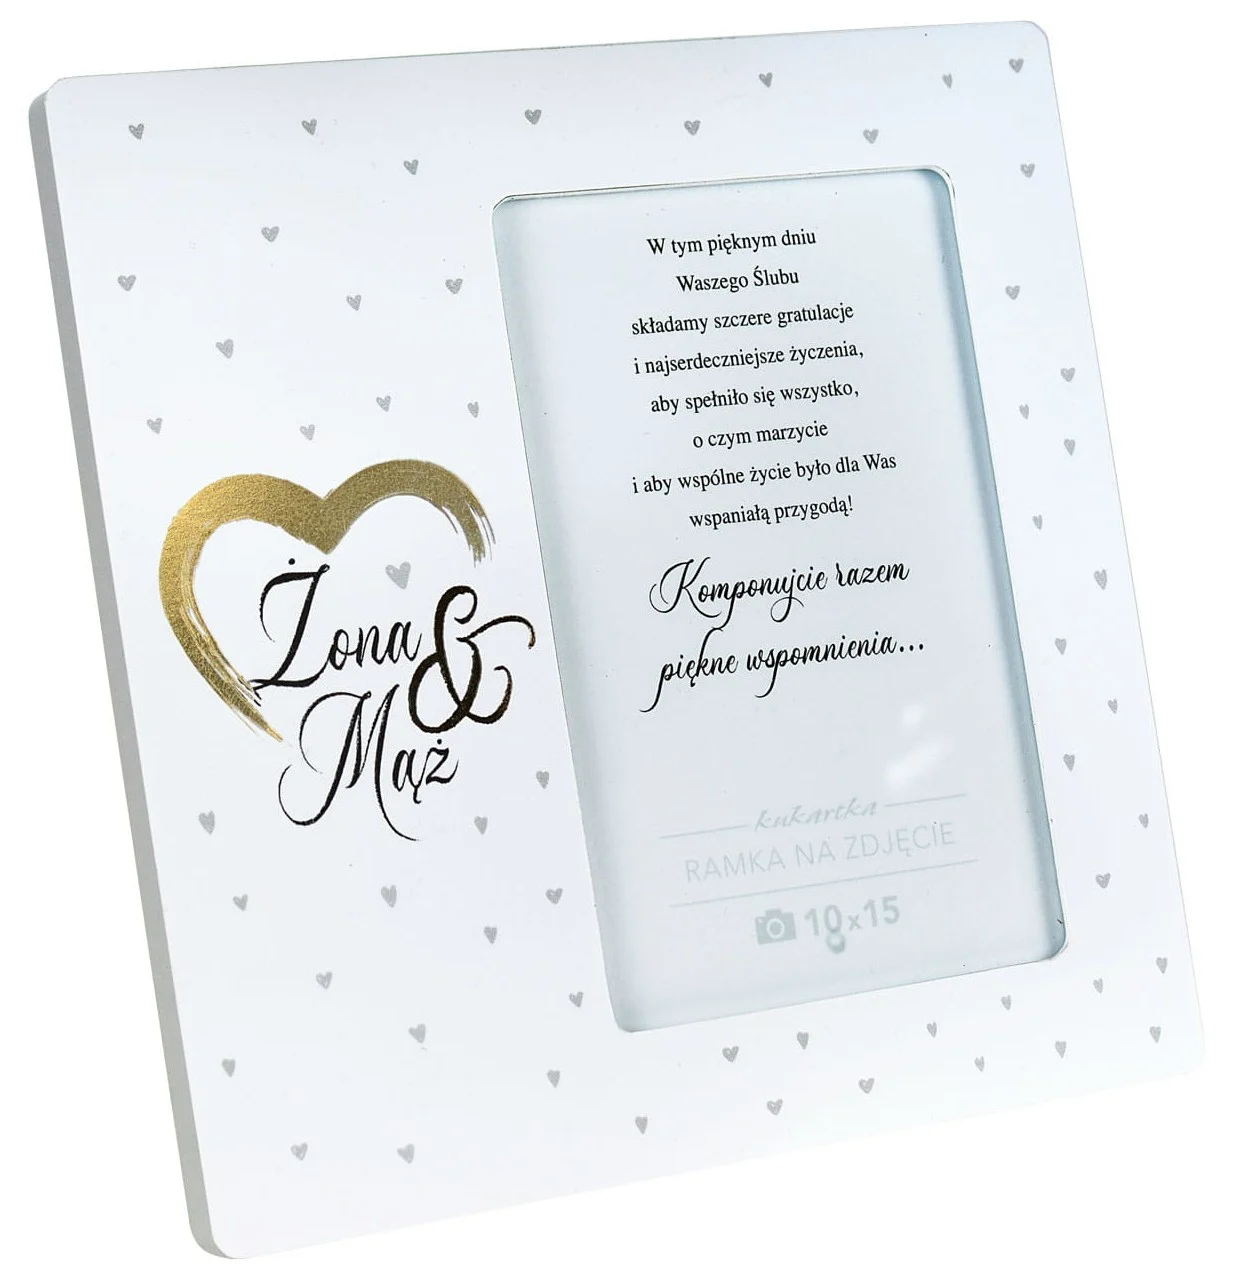 Żona &
Mąż
W tym pięknym dniu
Waszego Ślubu
składamy szczere gratulacje
i najserdeczniejsze życzenia,
aby spełniło się wszystko,
o czym marzycie
i aby wspólne życie było dla Was
wspaniałą przygodą!
Komponujcie razem
piękne wspomnienia...
kukartka
RAMKA NA ZDJĘCIE
10x15